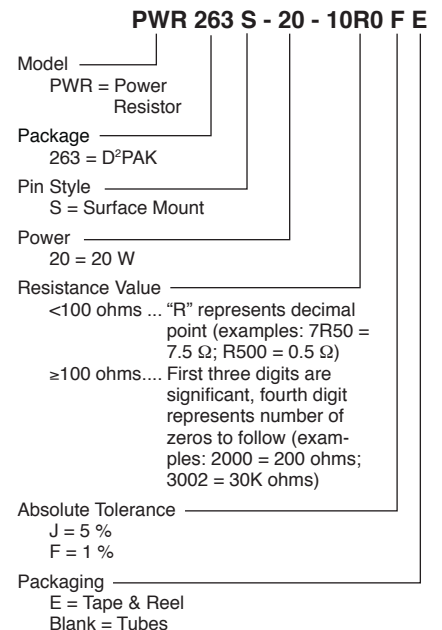 PWR 263 S - 20 - 10R0 F E
Model
PWR = Power
Resistor
Package
263 = D²PAK
Pin Style
S = Surface Mount
Power
20 = 20 W
Resistance Value
<100 ohms ... “R” represents decimal
point (examples: 7R50 =
7.5 Ω; R500 = 0.5 Ω)
≥100 ohms.... First three digits are
significant, fourth digit
represents number of
zeros to follow (exam-
ples: 2000 = 200 ohms;
3002 = 30K ohms)
Absolute Tolerance
J = 5 %
F = 1 %
Packaging
E = Tape & Reel
Blank = Tubes